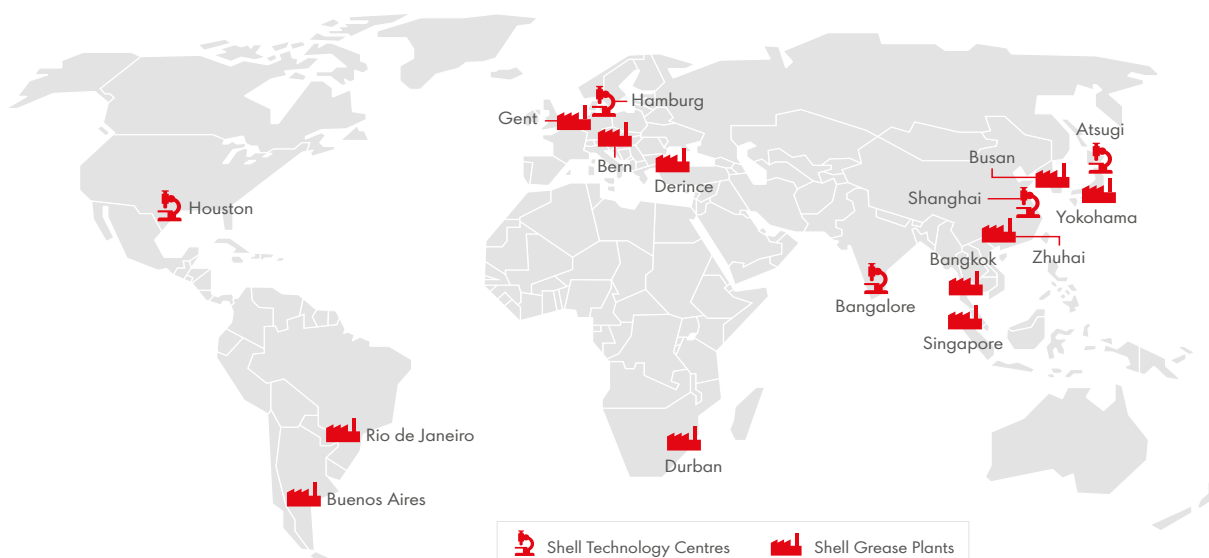 Hamburg
Gent
Atsugi
Busan
Bern
Derince
Shanghai
Houston
Yokohama
Bangkok
Zhuhai
Bangalore
Singapore
Rio de Janeiro
Durban
Buenos Aires
Shell Technology Centres
Shell Grease Plants